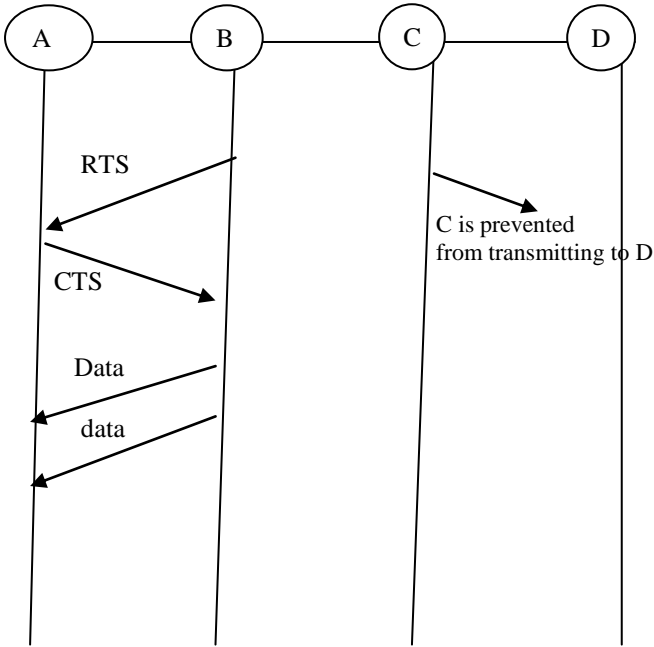 A
B
C
D
RTS
C is prevented
from transmitting to D
CTS
Data
data